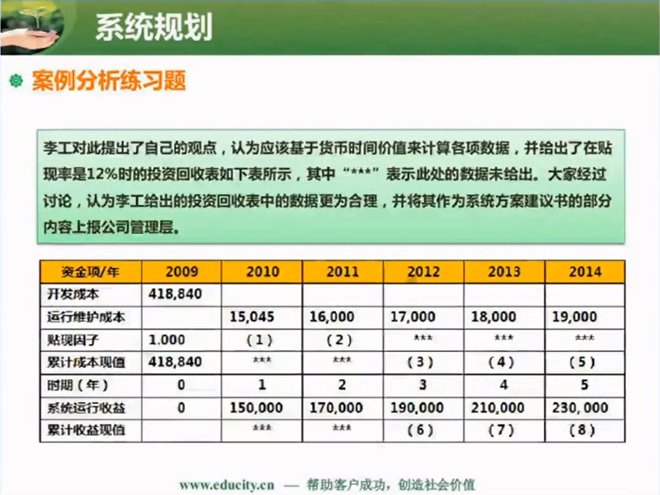 系统规划
案例分析练习题
李工对此提出了自己的观点，认为应该基于货币时间价值来计算各项数据，并给出了在贴
现率是12%时的投资回收表如下表所示，其中“***”表示此处的数据未给出。大家经过
讨论，认为李工给出的投资回收表中的数据更为合理，并将其作为系统方案建议书的部分
内容上报公司管理层。
资金项/年 2009 2010 2011 2012 2013 2014
开发成本 418,840
运行维护成本 15,045 16,000 17,000 18,000 19,000
贴现因子 1.000 （1） （2） *** *** ***
累计成本现值 418,840 *** *** （3） （4） （5）
时期（年） 0 1 2 3 4 5
系统运行收益 0 150,000 170,000 190,000 210,000 230,000
累计收益现值 *** *** （6） （7） （8）
www.educity.cn — 帮助客户成功，创造社会价值